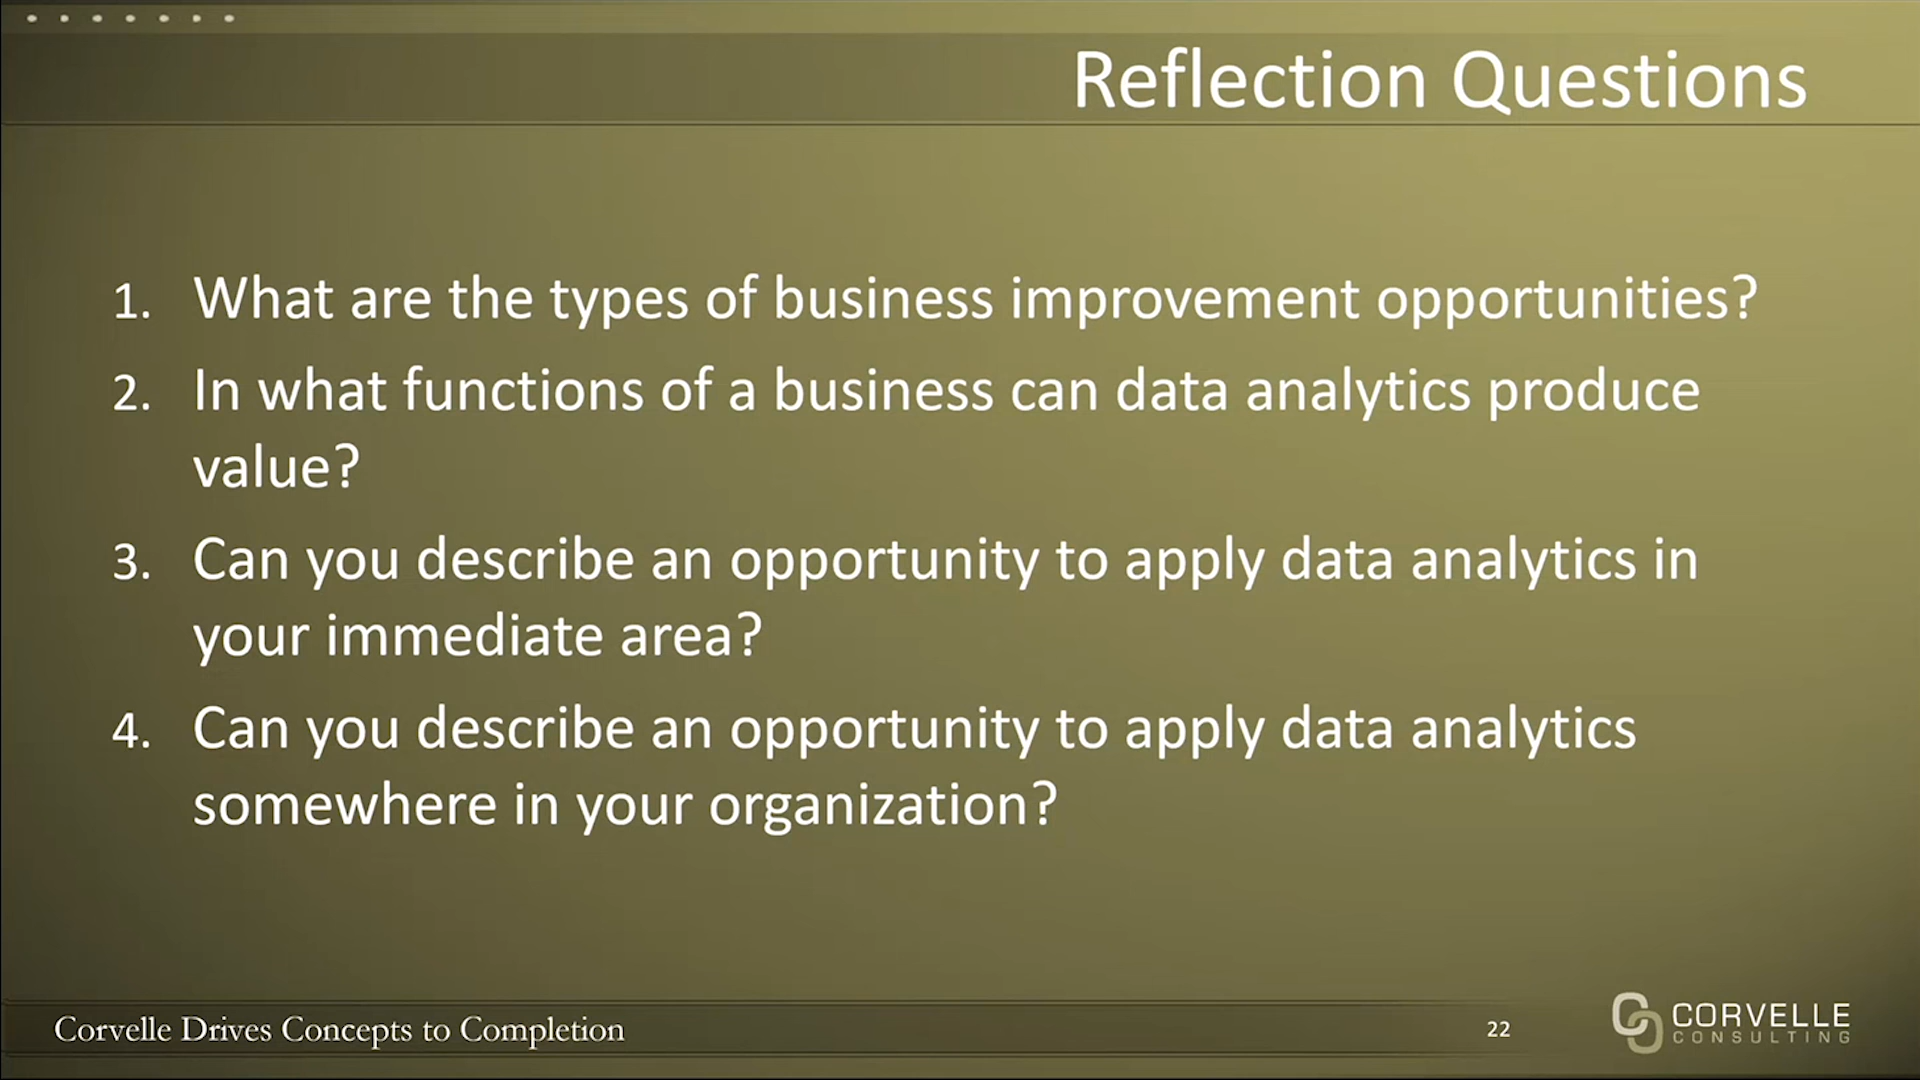 Reflection Questions
1. What are the types of business improvement opportunities?
2. In what functions of a business can data analytics produce
value?
3. Can you describe an opportunity to apply data analytics in
your immediate area?
4. Can you describe an opportunity to apply data analytics
somewhere in your organization?
Corvelle Drives Concepts to Completion
22
CORVELLE
CONSULTING